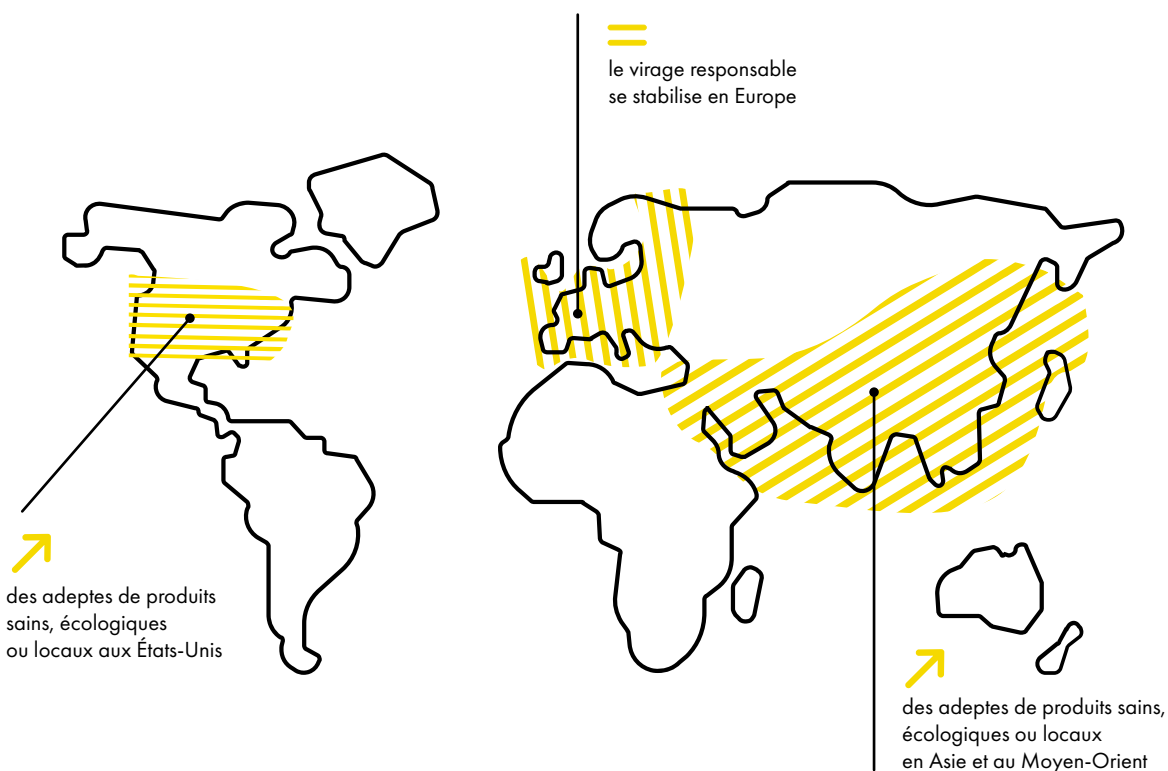 le virage responsable
se stabilise en Europe
des adeptes de produits
sains, écologiques
ou locaux aux États-Unis
des adeptes de produits sains,
écologiques ou locaux
en Asie et au Moyen-Orient